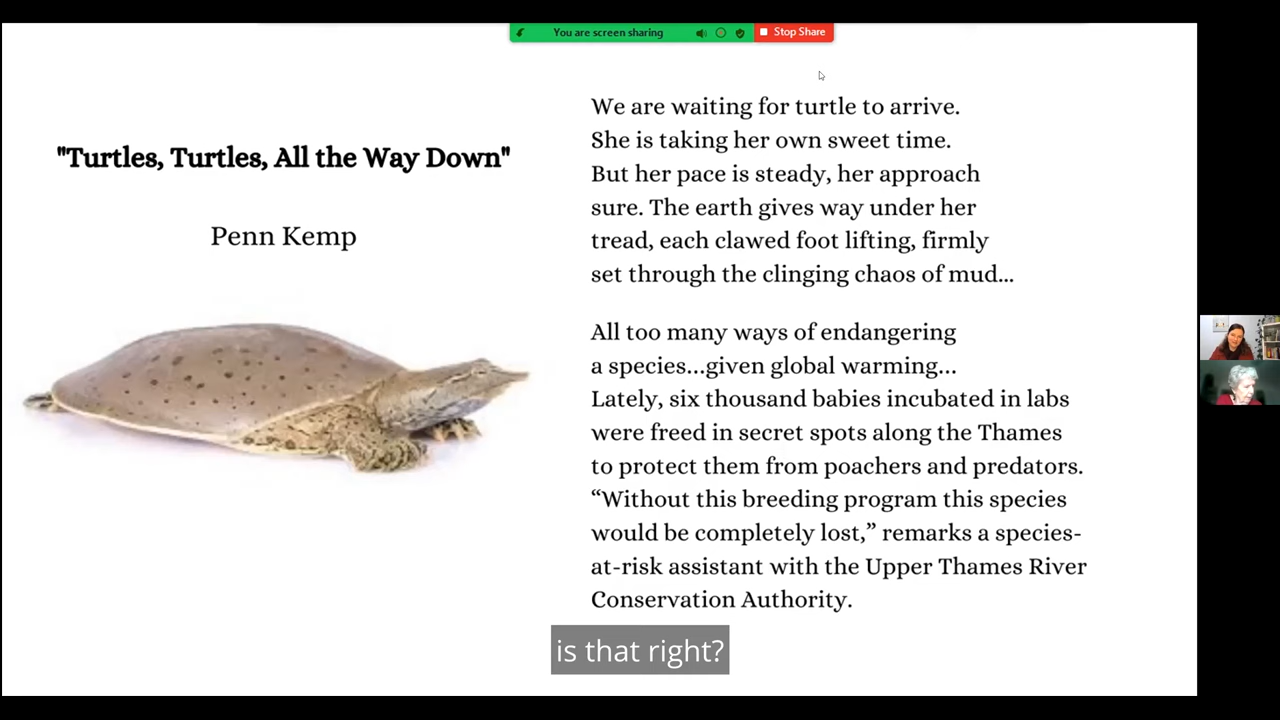 You are screen sharing
Stop Share
"Turtles, Turtles, All the Way Down"
Penn Kemp
We are waiting for turtle to arrive.
She is taking her own sweet time.
But her pace is steady, her approach
sure. The earth gives way under her
tread, each clawed foot lifting, firmly
set through the clinging chaos of mud...
All too many ways of endangering
a species...given global warming...
Lately, six thousand babies incubated in labs
were freed in secret spots along the Thames
to protect them from poachers and predators.
“Without this breeding program this species
would be completely lost,” remarks a species-
at-risk assistant with the Upper Thames River
Conservation Authority.
is that right?